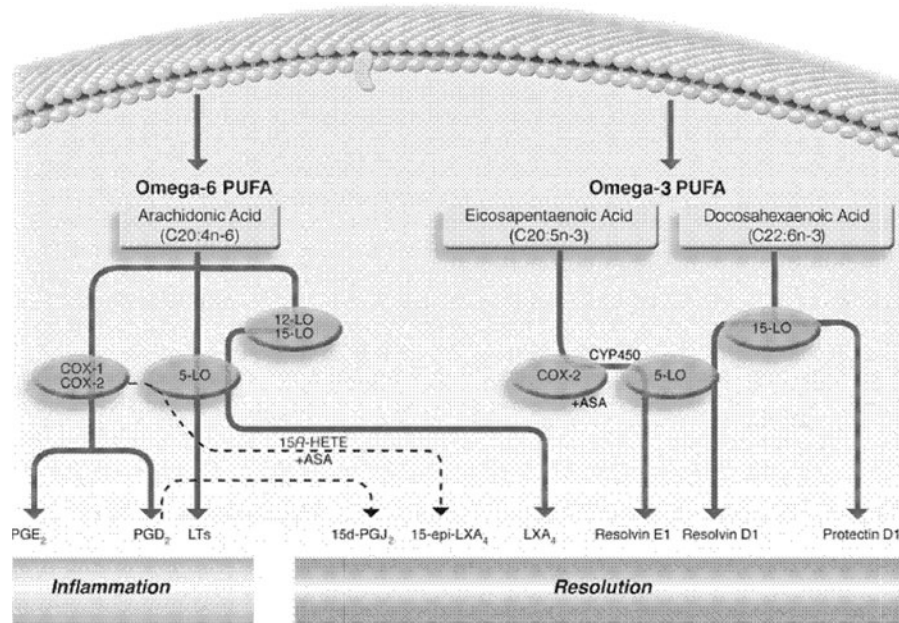 Omega-6 PUFA
Omega-3 PUFA
Arachidonic Acid
(C20:4n-6)
Eicosapentaenoic Acid
(C20:5n-3)
Docosahexaenoic Acid
(C22:6n-3)
12-LO
15-LO
15-LO
COX-1
COX-2
5-LO
CYP450
COX-2
5-LO
+ASA
15R-HETE
+ASA
PGE₂
PGD₂
LTs
15d-PGJ₂
15-epi-LXA₄
LXA₄
Resolvin E1
Resolvin D1
Protectin D1
Inflammation
Resolution